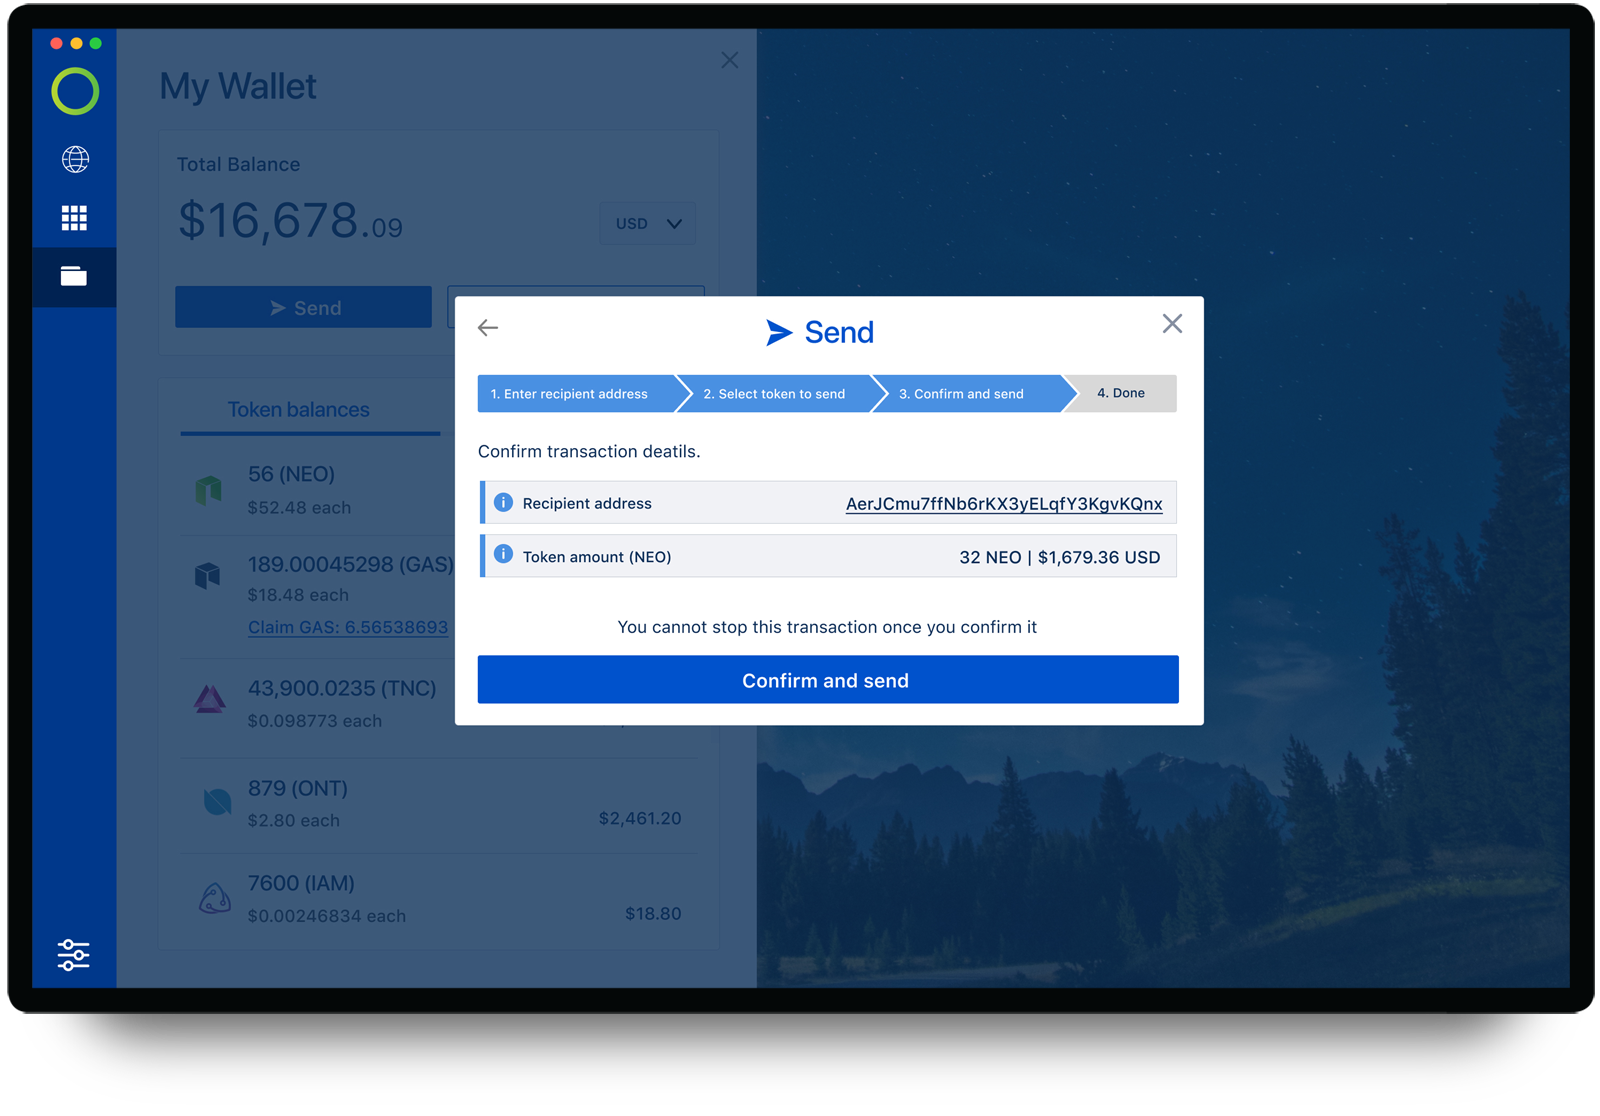 My Wallet
Total Balance
$16,678.09
USD
Send
Token balances
56 (NEO)
$52.48 each
189.00045298 (GAS)
$18.48 each
Claim GAS: 6.56538693
43,900.0235 (TNC)
$0.098773 each
879 (ONT)
$2.80 each
$2,461.20
7600 (IAM)
$0.00246834 each
$18.80
Send
1. Enter recipient address
2. Select token to send
3. Confirm and send
4. Done
Confirm transaction deatils.
Recipient address
AerJCmu7ffNb6rKX3yELqfY3KgvKQnx
Token amount (NEO)
32 NEO | $1,679.36 USD
You cannot stop this transaction once you confirm it
Confirm and send